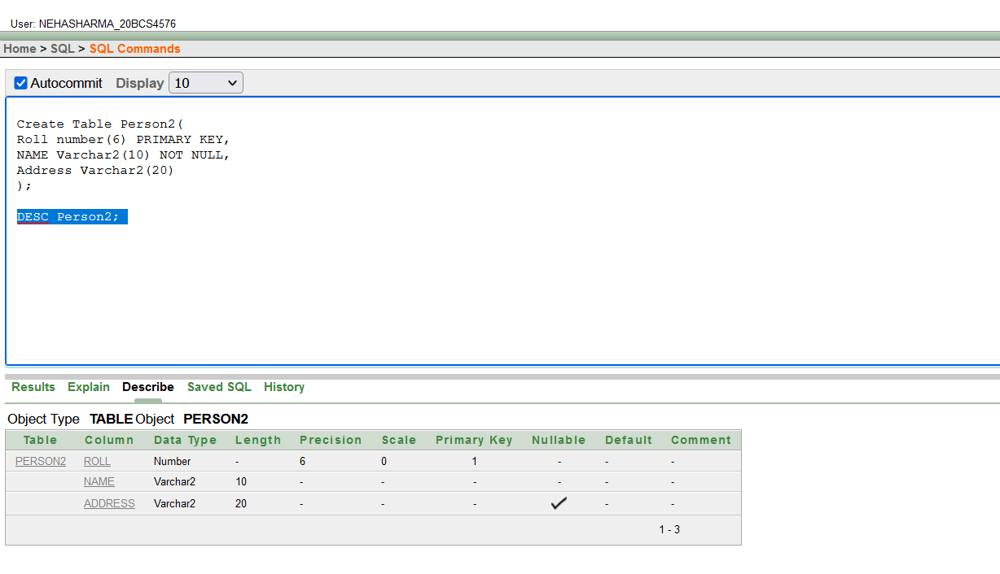 User: NEHASHARMA_20BCS4576
Home > SQL > SQL Commands
Autocommit Display 10
Create Table Person2(
Roll number(6) PRIMARY KEY,
NAME Varchar2(10) NOT NULL,
Address Varchar2(20)
);
DESC Person2;
Results Explain Describe Saved SQL History
Object Type TABLE Object PERSON2
Table Column Data Type Length Precision Scale Primary Key Nullable Default Comment
PERSON2 ROLL Number - 6 0 1 - - -
NAME Varchar2 10 - - - - - -
ADDRESS Varchar2 20 - - - ✓ - -
1 - 3